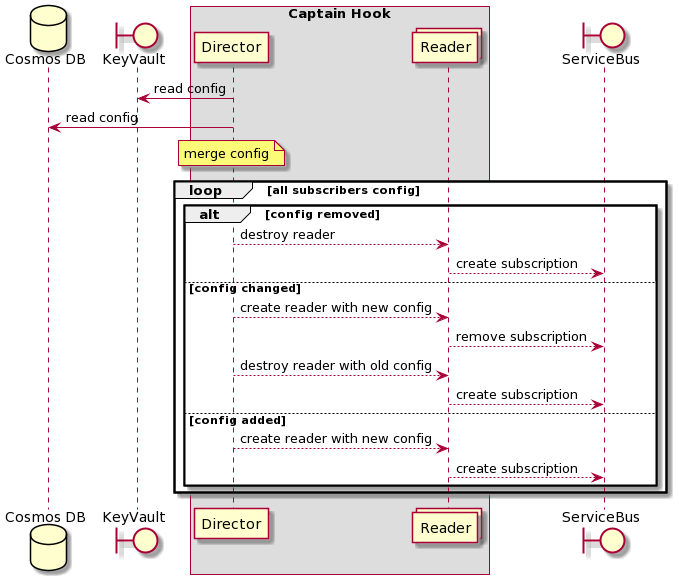 Captain Hook
Cosmos DB
KeyVault
Director
Reader
ServiceBus
read config
read config
merge config
loop
[all subscribers config]
alt
[config removed]
destroy reader
create subscription
[config changed]
create reader with new config
remove subscription
destroy reader with old config
create subscription
[config added]
create reader with new config
create subscription
Cosmos DB
KeyVault
Director
Reader
ServiceBus